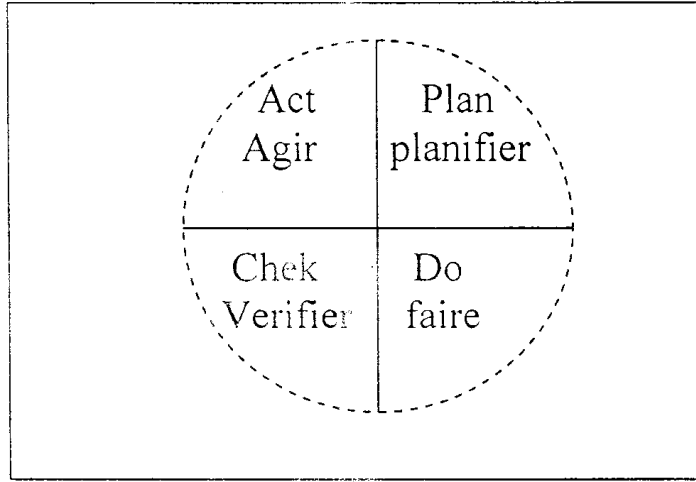 Act
Agir
Plan
planifier
Chek
Verifier
Do
faire